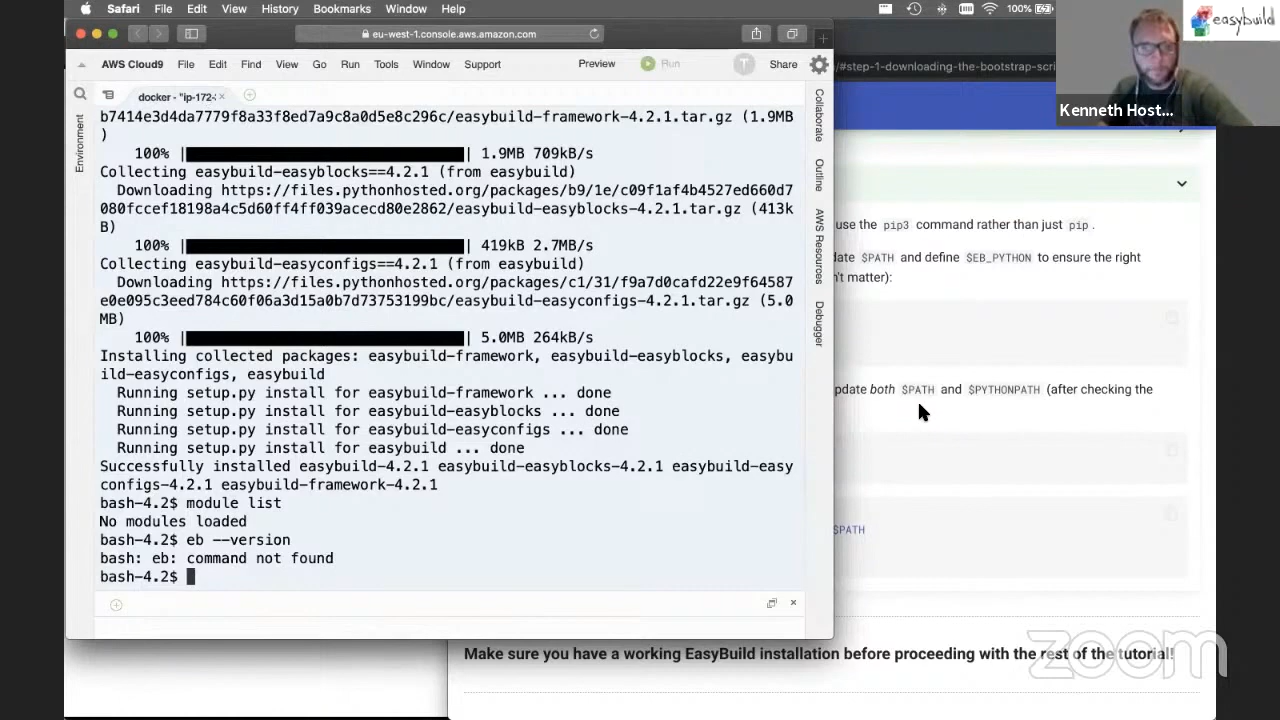 Safari File Edit View History Bookmarks Window Help
100%
eu-west-1.console.aws.amazon.com
easybuild
Kenneth Host...
AWS Cloud9 File Edit Find View Go Run Tools Window Support Preview Run T Share
/#step-1-downloading-the-bootstrap-scri
docker - "ip-172-
Environment
Collaborate
Outline
AWS Resources
Debugger
b7414e3d4da7779f8a33f8ed7a9c8a0d5e8c296c/easybuild-framework-4.2.1.tar.gz (1.9MB
)
100% | | 1.9MB 709kB/s
Collecting easybuild-easyblocks==4.2.1 (from easybuild)
Downloading https://files.pythonhosted.org/packages/b9/1e/c09f1af4b4527ed660d7
080fccef18198a4c5d60ff4ff039acecd80e2862/easybuild-easyblocks-4.2.1.tar.gz (413k
B)
100% | | 419kB 2.7MB/s
Collecting easybuild-easyconfigs==4.2.1 (from easybuild)
Downloading https://files.pythonhosted.org/packages/c1/31/f9a7d0cafd22e9f64587
e0e095c3eed784c60f06a3d15a0b7d73753199bc/easybuild-easyconfigs-4.2.1.tar.gz (5.0
MB)
100% | | 5.0MB 264kB/s
Installing collected packages: easybuild-framework, easybuild-easyblocks, easybu
ild-easyconfigs, easybuild
Running setup.py install for easybuild-framework ... done
Running setup.py install for easybuild-easyblocks ... done
Running setup.py install for easybuild-easyconfigs ... done
Running setup.py install for easybuild ... done
Successfully installed easybuild-4.2.1 easybuild-easyblocks-4.2.1 easybuild-easy
configs-4.2.1 easybuild-framework-4.2.1
bash-4.2$ module list
No modules loaded
bash-4.2$ eb --version
bash: eb: command not found
bash-4.2$
use the pip3 command rather than just pip .
date $PATH and define $EB_PYTHON to ensure the right
n't matter):
pdate both $PATH and $PYTHONPATH (after checking the
$PATH
Make sure you have a working EasyBuild installation before proceeding with the rest of the tutorial!
zoom